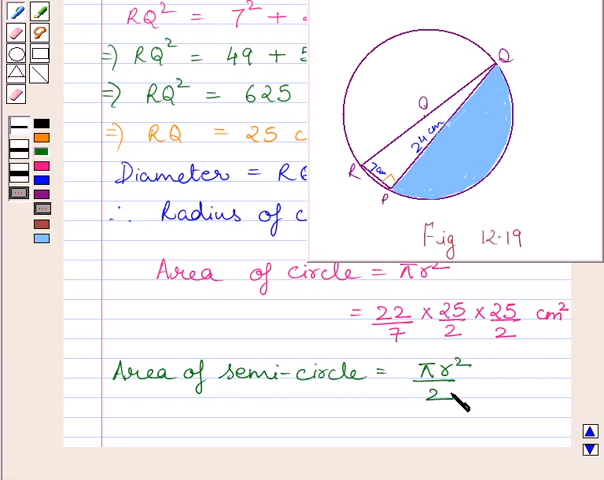 RQ² = 7² +
⇒ RQ² = 49 + 5
⇒ RQ² = 625
⇒ RQ = 25 c
Diameter = RQ
∴ Radius of c
Area of circle = πr²
= 22/7 × 25/2 × 25/2 cm²
Area of semi-circle = πr²/2
Q
O
24 cm
R
7cm
P
Fig 12.19